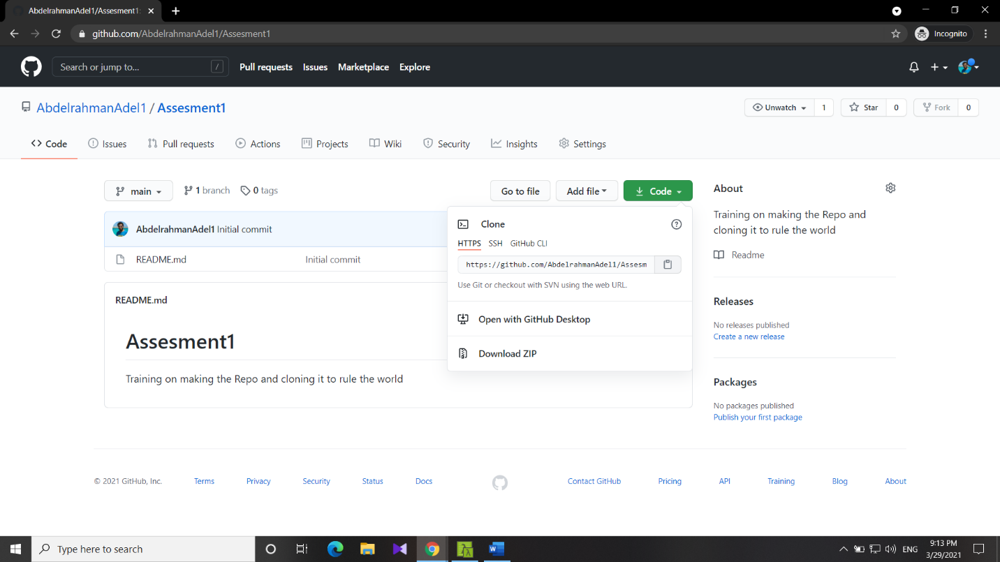 AbdelrahmanAdel1/Assesment1:
github.com/AbdelrahmanAdel1/Assesment1
Incognito
Search or jump to...
/
Pull requests
Issues
Marketplace
Explore
AbdelrahmanAdel1 / Assesment1
Unwatch
1
Star
0
Fork
0
Code
Issues
Pull requests
Actions
Projects
Wiki
Security
Insights
Settings
main
1 branch
0 tags
Go to file
Add file
Code
About
Training on making the Repo and
cloning it to rule the world
Readme
AbdelrahmanAdel1 Initial commit
README.md
Initial commit
Clone
HTTPS
SSH
GitHub CLI
https://github.com/AbdelrahmanAdel1/Assesm
Use Git or checkout with SVN using the web URL.
Open with GitHub Desktop
Download ZIP
README.md
Assesment1
Training on making the Repo and cloning it to rule the world
Releases
No releases published
Create a new release
Packages
No packages published
Publish your first package
© 2021 GitHub, Inc.
Terms
Privacy
Security
Status
Docs
Contact GitHub
Pricing
API
Training
Blog
About
Type here to search
ENG
9:13 PM
3/29/2021